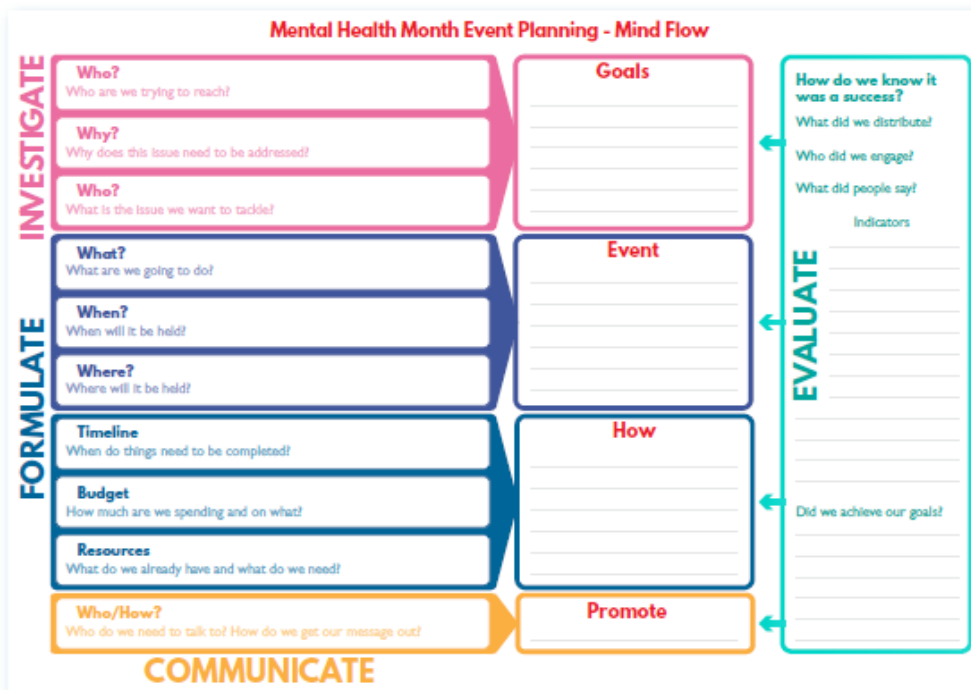 Mental Health Month Event Planning - Mind Flow
INVESTIGATE
Who?
Who are we trying to reach?
Why?
Why does this issue need to be addressed?
Who?
What is the issue we want to tackle?
Goals
FORMULATE
What?
What are we going to do?
When?
When will it be held?
Where?
Where will it be held?
Event
Timeline
When do things need to be completed?
Budget
How much are we spending and on what?
Resources
What do we already have and what do we need?
How
Who/How?
Who do we need to talk to? How do we get our message out?
Promote
COMMUNICATE
EVALUATE
How do we know it
was a success?
What did we distribute?
Who did we engage?
What did people say?
Indicators
Did we achieve our goals?